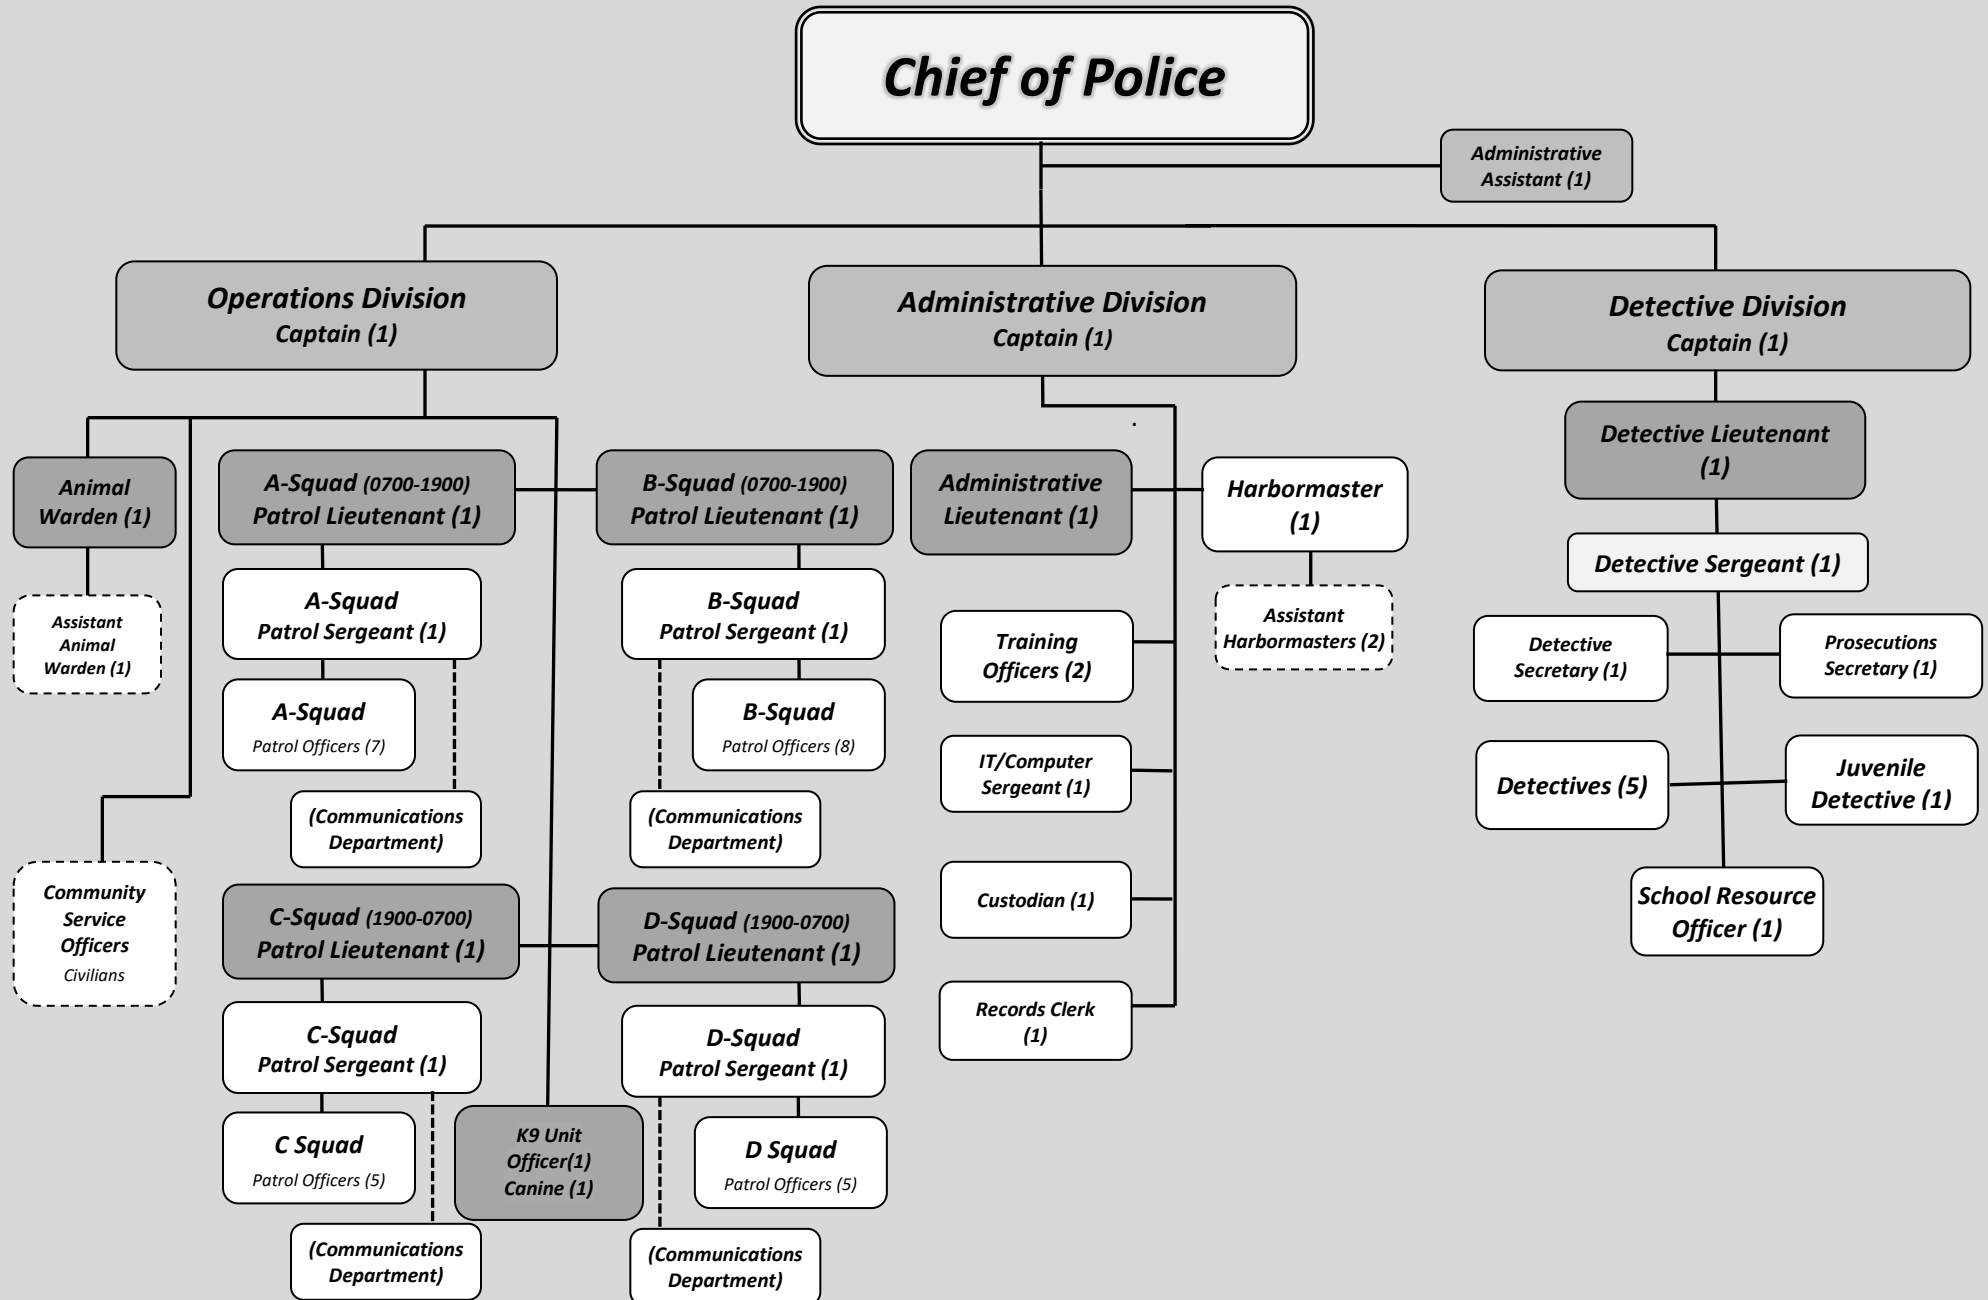 Chief of Police
Administrative
Assistant (1)
Operations Division
Captain (1)
Administrative Division
Captain (1)
Detective Division
Captain (1)
Animal
Warden (1)
Assistant
Animal
Warden (1)
Community
Service
Officers
Civilians
A-Squad (0700-1900)
Patrol Lieutenant (1)
A-Squad
Patrol Sergeant (1)
A-Squad
Patrol Officers (7)
(Communications
Department)
B-Squad (0700-1900)
Patrol Lieutenant (1)
B-Squad
Patrol Sergeant (1)
B-Squad
Patrol Officers (8)
(Communications
Department)
C-Squad (1900-0700)
Patrol Lieutenant (1)
C-Squad
Patrol Sergeant (1)
C Squad
Patrol Officers (5)
(Communications
Department)
K9 Unit
Officer(1)
Canine (1)
D-Squad (1900-0700)
Patrol Lieutenant (1)
D-Squad
Patrol Sergeant (1)
D Squad
Patrol Officers (5)
(Communications
Department)
.
Administrative
Lieutenant (1)
Harbormaster
(1)
Assistant
Harbormasters (2)
Training
Officers (2)
IT/Computer
Sergeant (1)
Custodian (1)
Records Clerk
(1)
Detective Lieutenant
(1)
Detective Sergeant (1)
Detective
Secretary (1)
Prosecutions
Secretary (1)
Detectives (5)
Juvenile
Detective (1)
School Resource
Officer (1)